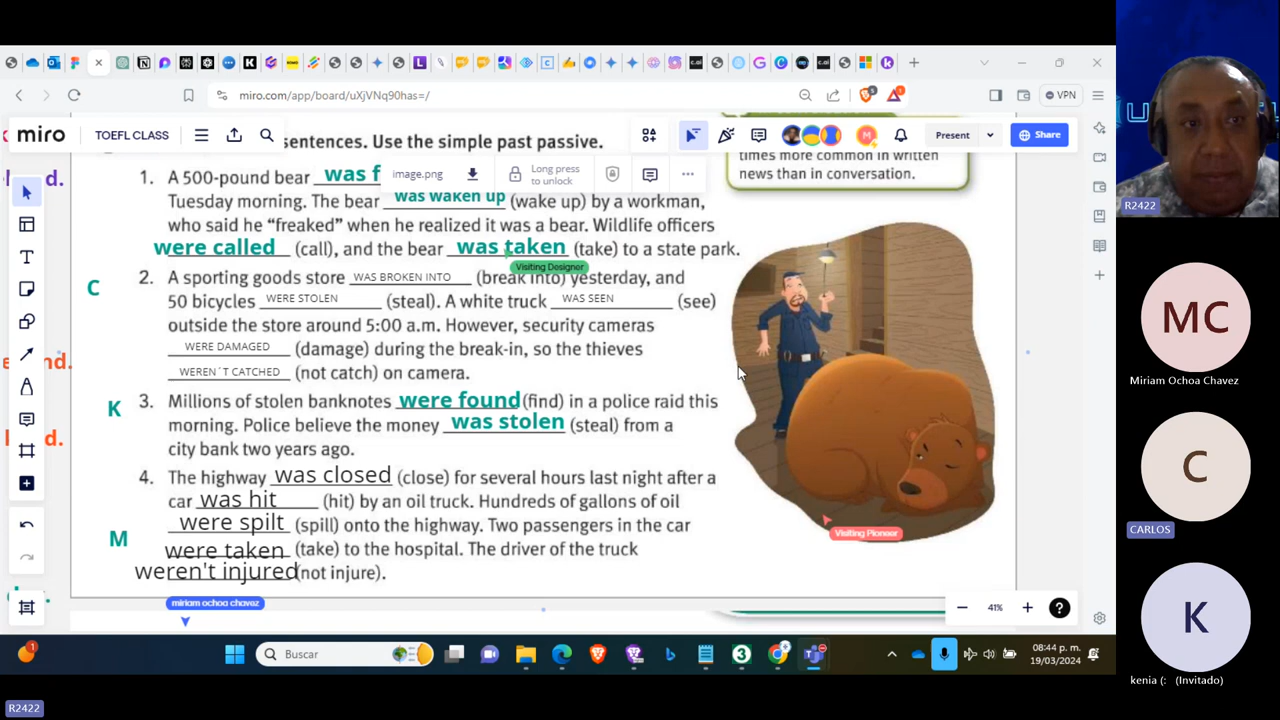 miro.com/app/board/uXjVNq90has=/
VPN
miro
TOEFL CLASS
Present
Share
sentences. Use the simple past passive.
image.png
Long press
to unlock
times more common in written
news than in conversation.
nd.
1. A 500-pound bear was f
Tuesday morning. The bear was waken up (wake up) by a workman,
who said he “freaked” when he realized it was a bear. Wildlife officers
were called (call), and the bear was taken (take) to a state park.
Visiting Designer
C
2. A sporting goods store WAS BROKEN INTO (break into) yesterday, and
50 bicycles WERE STOLEN (steal). A white truck WAS SEEN (see)
outside the store around 5:00 a.m. However, security cameras
WERE DAMAGED (damage) during the break-in, so the thieves
WEREN´T CATCHED (not catch) on camera.
K
3. Millions of stolen banknotes were found (find) in a police raid this
morning. Police believe the money was stolen (steal) from a
city bank two years ago.
4. The highway was closed (close) for several hours last night after a
car was hit (hit) by an oil truck. Hundreds of gallons of oil
were spilt (spill) onto the highway. Two passengers in the car
M
were taken (take) to the hospital. The driver of the truck
weren't injured (not injure).
Visiting Pioneer
miriam ochoa chavez
41%
Buscar
08:44 p. m.
19/03/2024
R2422
MC
Miriam Ochoa Chavez
C
CARLOS
K
kenia (: (Invitado)
R2422